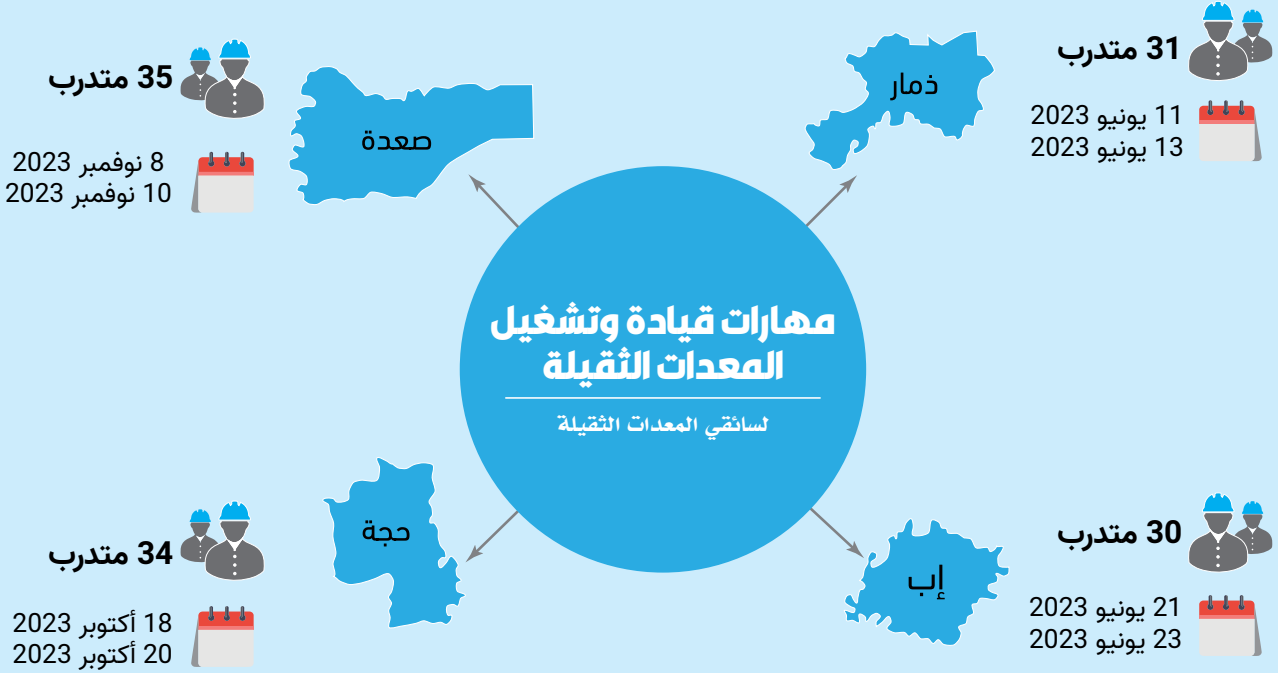 مهارات قيادة وتشغيل
المعدات الثقيلة
لسائقي المعدات الثقيلة
ذمار
31 متدرب
11 يونيو 2023
13 يونيو 2023
صعدة
35 متدرب
8 نوفمبر 2023
10 نوفمبر 2023
إب
30 متدرب
21 يونيو 2023
23 يونيو 2023
حجة
34 متدرب
18 أكتوبر 2023
20 أكتوبر 2023